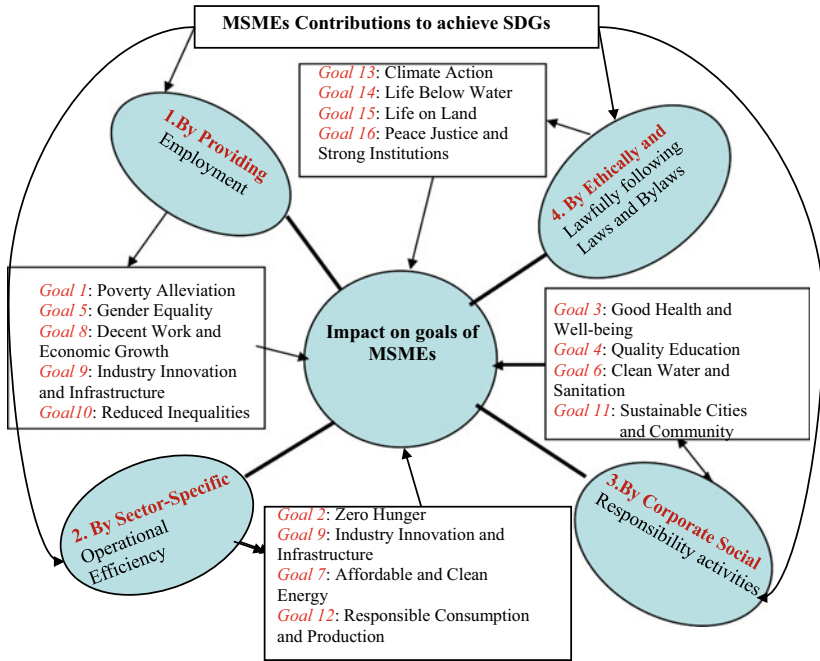 MSMEs Contributions to achieve SDGs
1.By Providing
Employment
Goal 13: Climate Action
Goal 14: Life Below Water
Goal 15: Life on Land
Goal 16: Peace Justice and
Strong Institutions
4. By Ethically and
Lawfully following
Laws and Bylaws
Goal 1: Poverty Alleviation
Goal 5: Gender Equality
Goal 8: Decent Work and
Economic Growth
Goal 9: Industry Innovation
and Infrastructure
Goal10: Reduced Inequalities
Impact on goals of
MSMEs
Goal 3: Good Health and
Well-being
Goal 4: Quality Education
Goal 6: Clean Water and
Sanitation
Goal 11: Sustainable Cities
and Community
2. By Sector-Specific
Operational
Efficiency
Goal 2: Zero Hunger
Goal 9: Industry Innovation and
Infrastructure
Goal 7: Affordable and Clean
Energy
Goal 12: Responsible Consumption
and Production
3.By Corporate Social
Responsibility activities